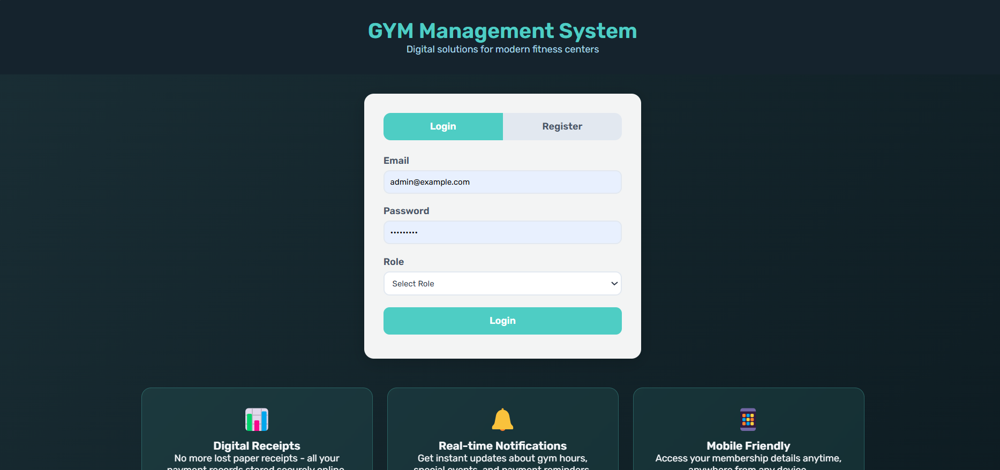 GYM Management System
Digital solutions for modern fitness centers
Login
Register
Email
admin@example.com
Password
•••••••••
Role
Select Role
Login
Digital Receipts
No more lost paper receipts - all your
payment records stored securely online.
Real-time Notifications
Get instant updates about gym hours,
special events, and payment reminders.
Mobile Friendly
Access your membership details anytime,
anywhere from any device.